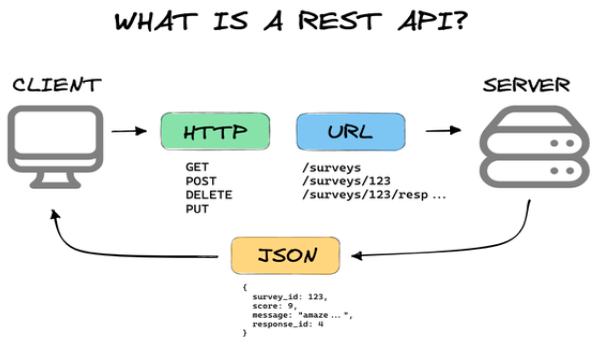 WHAT IS A REST API?
CLIENT
SERVER
HTTP
URL
GET
POST
DELETE
PUT
/surveys
/surveys/123
/surveys/123/resp ...
JSON
{
survey_id: 123,
score: 9,
message: "amaze ...",
response_id: 4
}